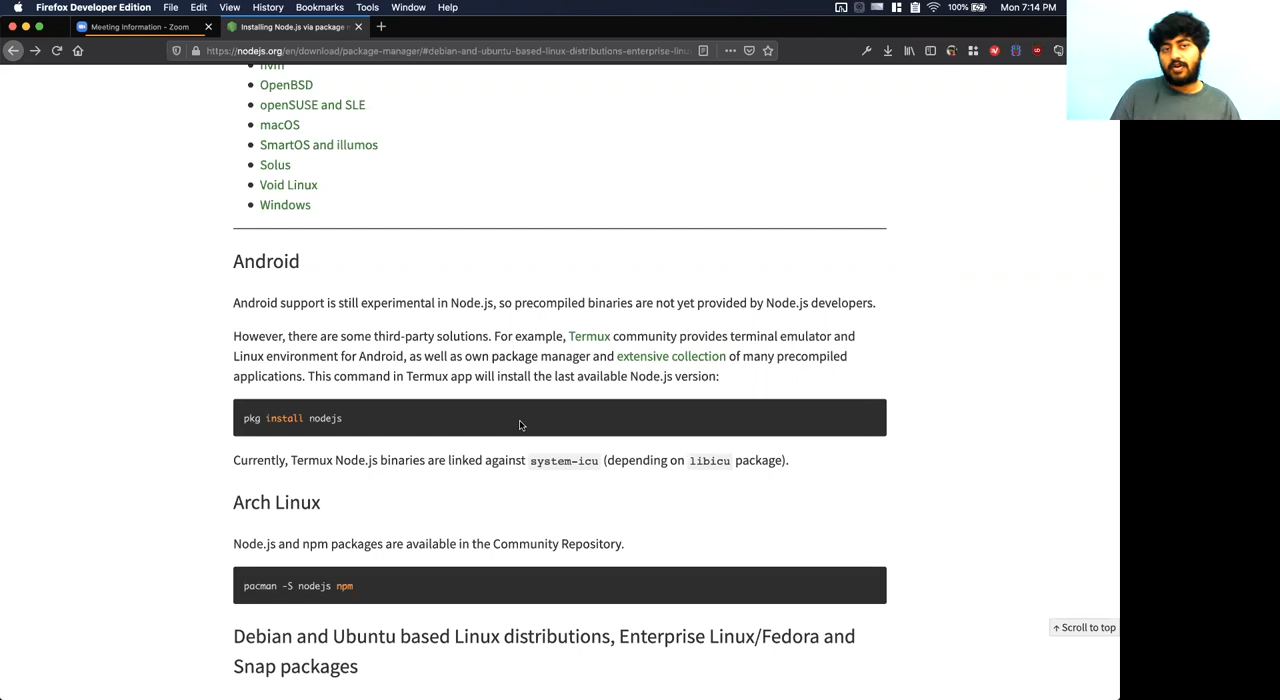 Firefox Developer Edition File Edit View History Bookmarks Tools Window Help 100% Mon 7:14 PM
Meeting Information - Zoom Installing Node.js via package
https://nodejs.org/en/download/package-manager/#debian-and-ubuntu-based-linux-distributions-enterprise-linu
nvm
OpenBSD
openSUSE and SLE
macOS
SmartOS and illumos
Solus
Void Linux
Windows
Android
Android support is still experimental in Node.js, so precompiled binaries are not yet provided by Node.js developers.
However, there are some third-party solutions. For example, Termux community provides terminal emulator and
Linux environment for Android, as well as own package manager and extensive collection of many precompiled
applications. This command in Termux app will install the last available Node.js version:
pkg install nodejs
Currently, Termux Node.js binaries are linked against system-icu (depending on libicu package).
Arch Linux
Node.js and npm packages are available in the Community Repository.
pacman -S nodejs npm
↑ Scroll to top
Debian and Ubuntu based Linux distributions, Enterprise Linux/Fedora and
Snap packages